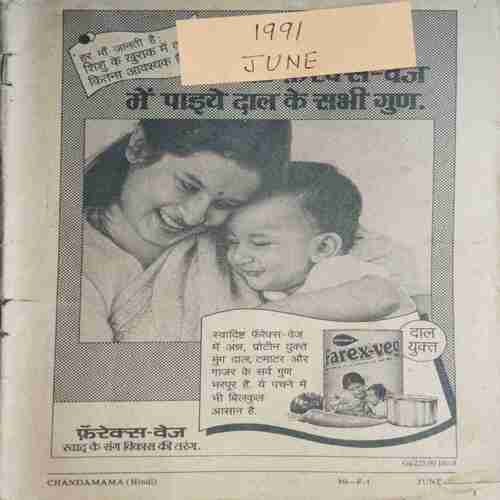 हर माँ जानती है:
शिशु के खुराक में
कितना आवश्यक
1991
JUNE
फ़ॅरेक्स-वेज
में पाइये दाल के सभी गुण.
स्वादिष्ट फॅरेक्स-वेज
में अन्न, प्रोटीन युक्त
मुंग दाल, टमाटर और
गाजर के सर्व गुण
भरपूर हैं. ये पचने में
भी बिलकुल
आसान है.
दाल
युक्त
farex-veg
फ़ॅरेक्स-वेज
स्वाद के संग विकास की तरंग.
CHANDAMAMA (Hindi)
JUNE